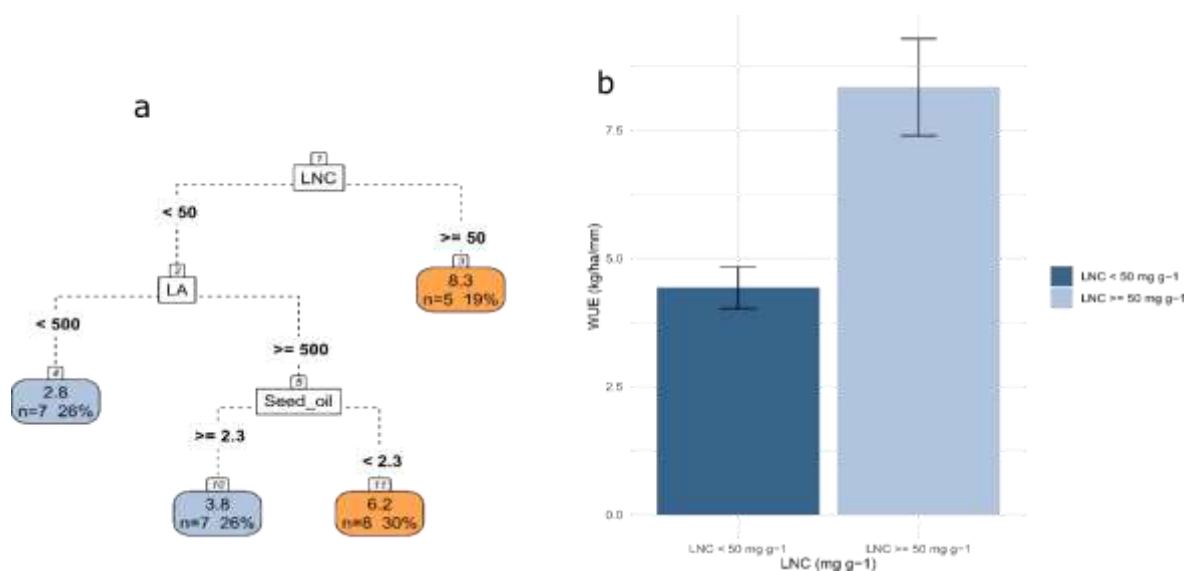 a
1
LNC
< 50
>= 50
2
LA
3
8.3
n=5 19%
< 500
>= 500
4
2.8
n=7 26%
5
Seed_oil
>= 2.3
< 2.3
10
3.8
n=7 26%
11
6.2
n=8 30%
b
WUE (kg/ha/mm)
7.5
5.0
2.5
0.0
LNC < 50 mg g−1
LNC >= 50 mg g−1
LNC (mg g−1)
LNC < 50 mg g−1
LNC >= 50 mg g−1